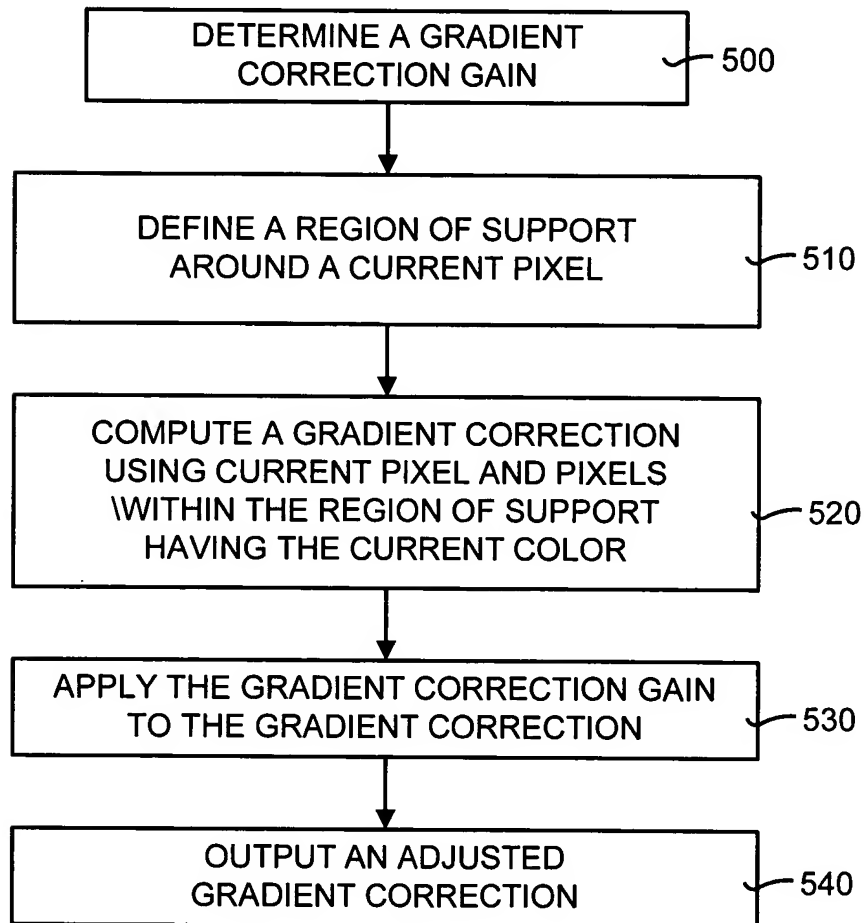 DETERMINE A GRADIENT
CORRECTION GAIN
500
DEFINE A REGION OF SUPPORT
AROUND A CURRENT PIXEL
510
COMPUTE A GRADIENT CORRECTION
USING CURRENT PIXEL AND PIXELS
\WITHIN THE REGION OF SUPPORT
HAVING THE CURRENT COLOR
520
APPLY THE GRADIENT CORRECTION GAIN
TO THE GRADIENT CORRECTION
530
OUTPUT AN ADJUSTED
GRADIENT CORRECTION
540